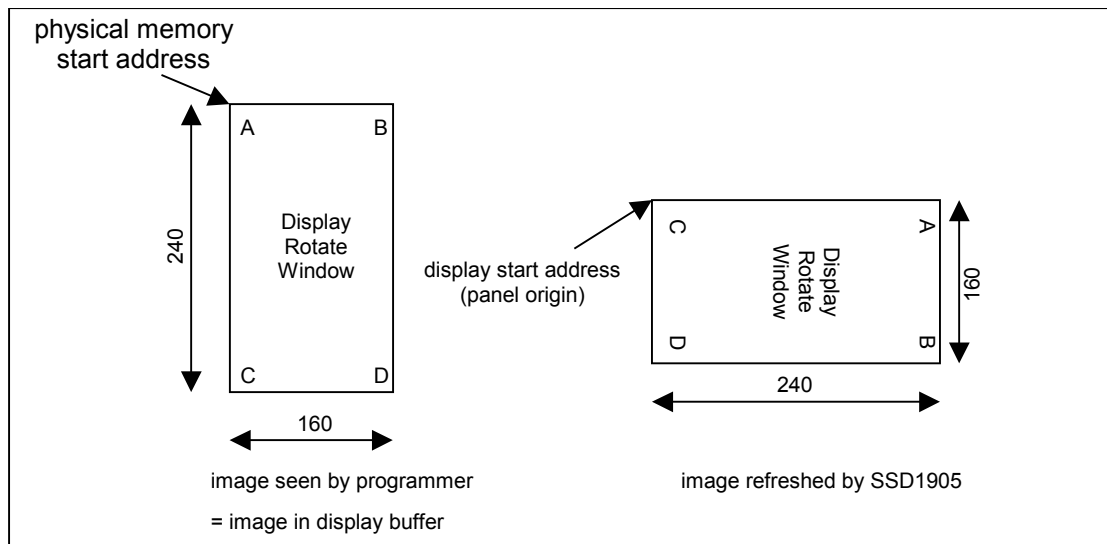 physical memory
start address
A
B
240
Display
Rotate
Window
C
D
160
image seen by programmer
= image in display buffer
display start address
(panel origin)
C
A
Display
Rotate
Window
160
D
B
240
image refreshed by SSD1905